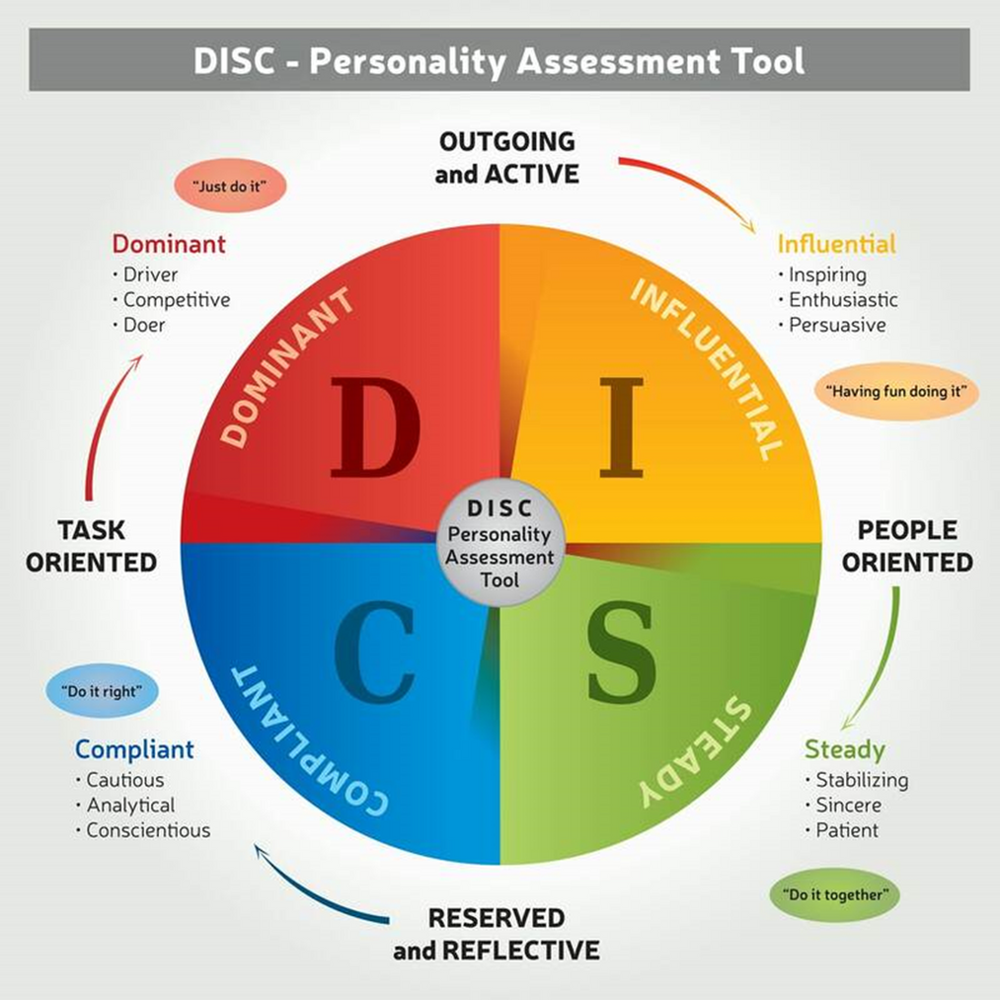 DISC - Personality Assessment Tool
OUTGOING
and ACTIVE
"Just do it"
Dominant
· Driver
· Competitive
· Doer
Influential
· Inspiring
· Enthusiastic
· Persuasive
"Having fun doing it"
DOMINANT
D
INFLUENTIAL
I
DISC
Personality
Assessment
Tool
TASK
ORIENTED
PEOPLE
ORIENTED
C
COMPLIANT
S
STEADY
"Do it right"
Compliant
· Cautious
· Analytical
· Conscientious
Steady
· Stabilizing
· Sincere
· Patient
"Do it together"
RESERVED
and REFLECTIVE